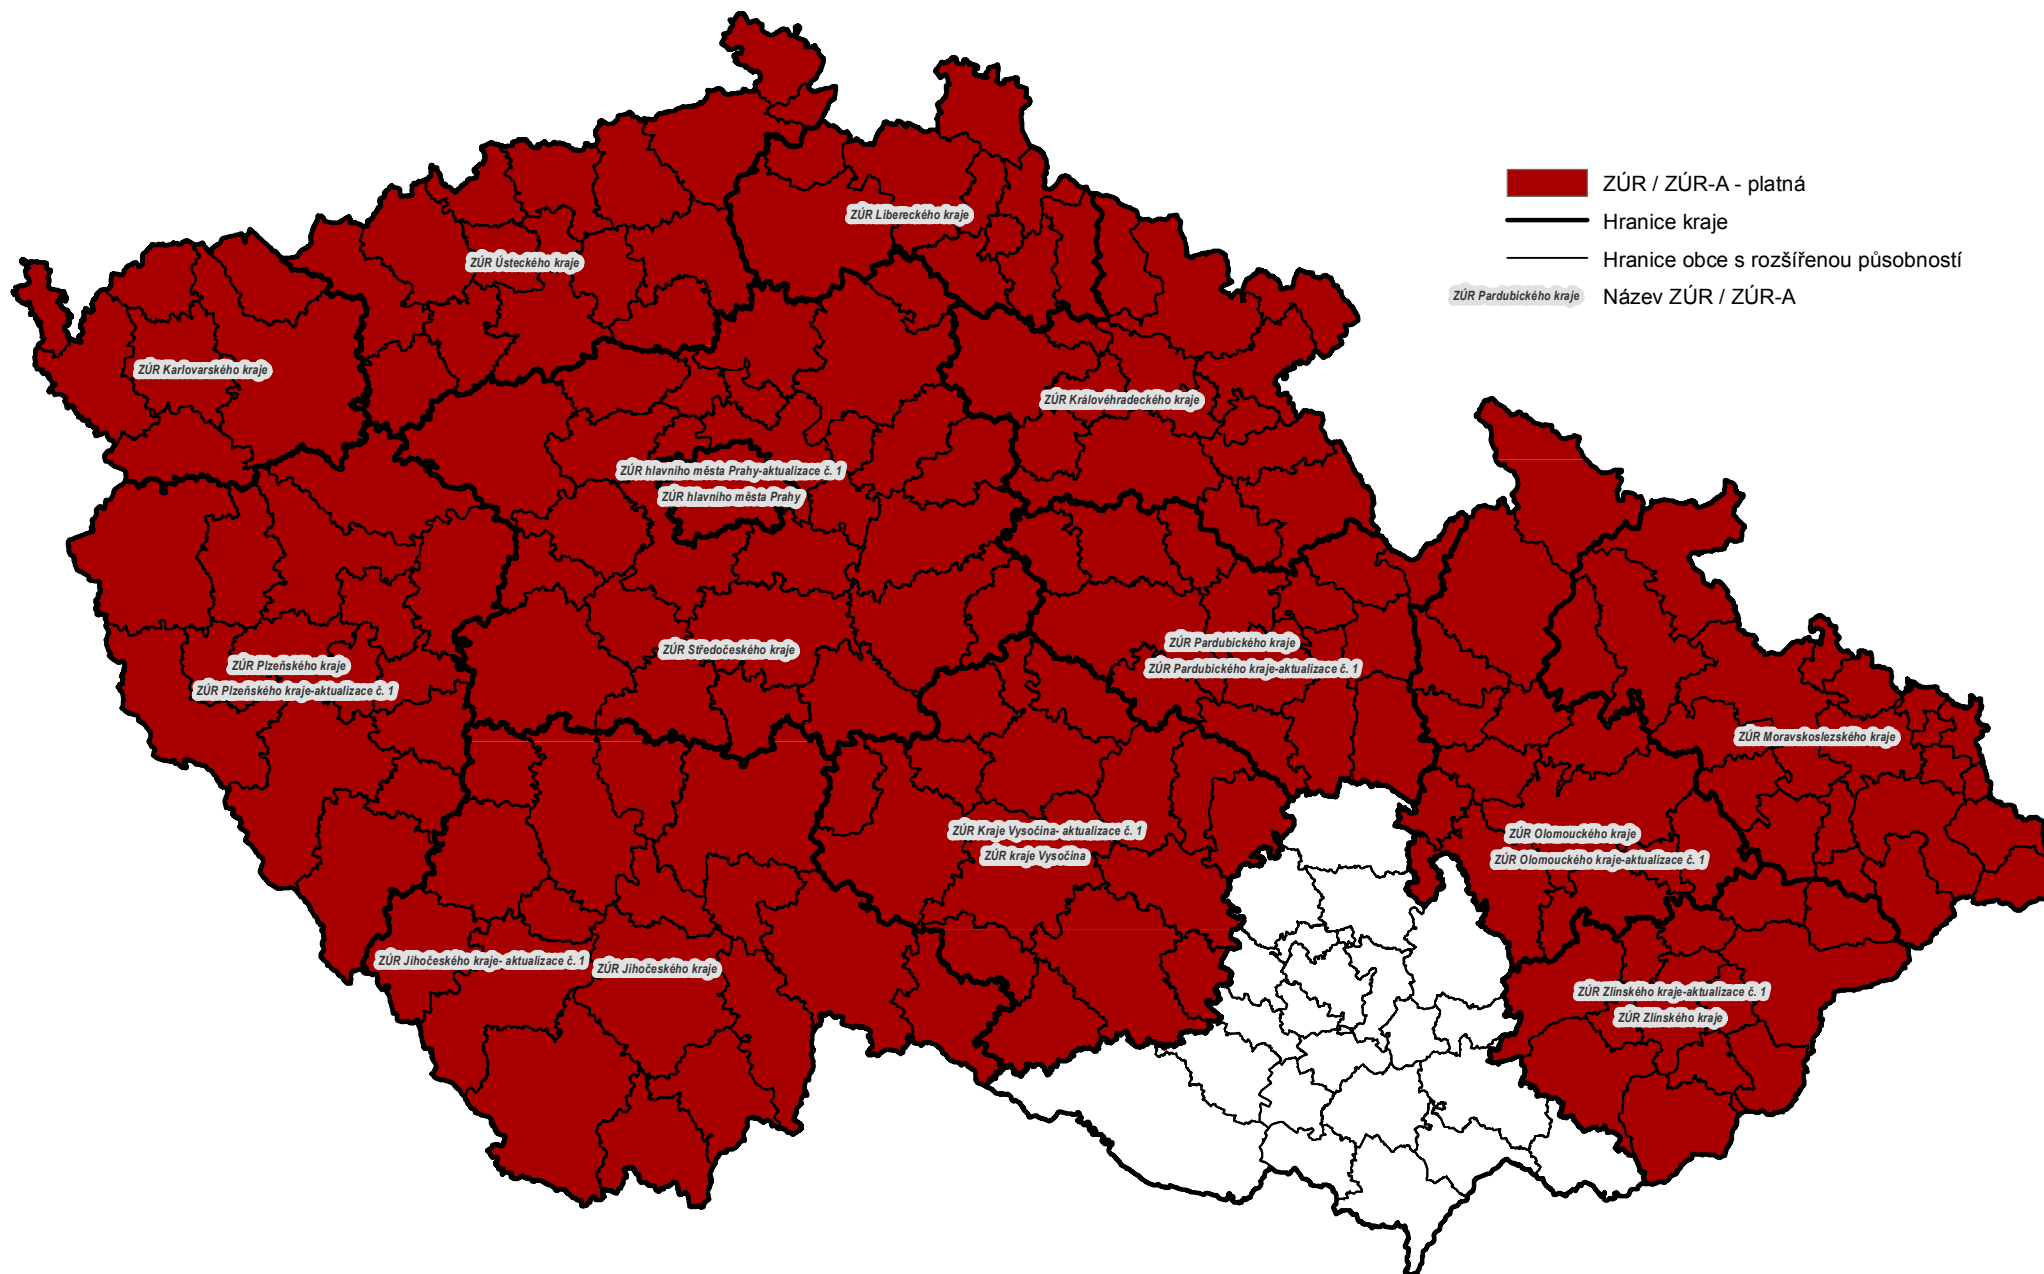 ZÚR / ZÚR-A - platná
Hranice kraje
Hranice obce s rozšířenou působností
ZÚR Pardubického kraje Název ZÚR / ZÚR-A
ZÚR Libereckého kraje
ZÚR Ústeckého kraje
ZÚR Karlovarského kraje
ZÚR Královéhradeckého kraje
ZÚR hlavního města Prahy-aktualizace č. 1
ZÚR hlavního města Prahy
ZÚR Středočeského kraje
ZÚR Pardubického kraje
ZÚR Pardubického kraje-aktualizace č. 1
ZÚR Plzeňského kraje
ZÚR Plzeňského kraje-aktualizace č. 1
ZÚR Moravskoslezského kraje
ZÚR Kraje Vysočina- aktualizace č. 1
ZÚR kraje Vysočina
ZÚR Olomouckého kraje
ZÚR Olomouckého kraje-aktualizace č. 1
ZÚR Jihočeského kraje- aktualizace č. 1
ZÚR Jihočeského kraje
ZÚR Zlínského kraje-aktualizace č. 1
ZÚR Zlínského kraje